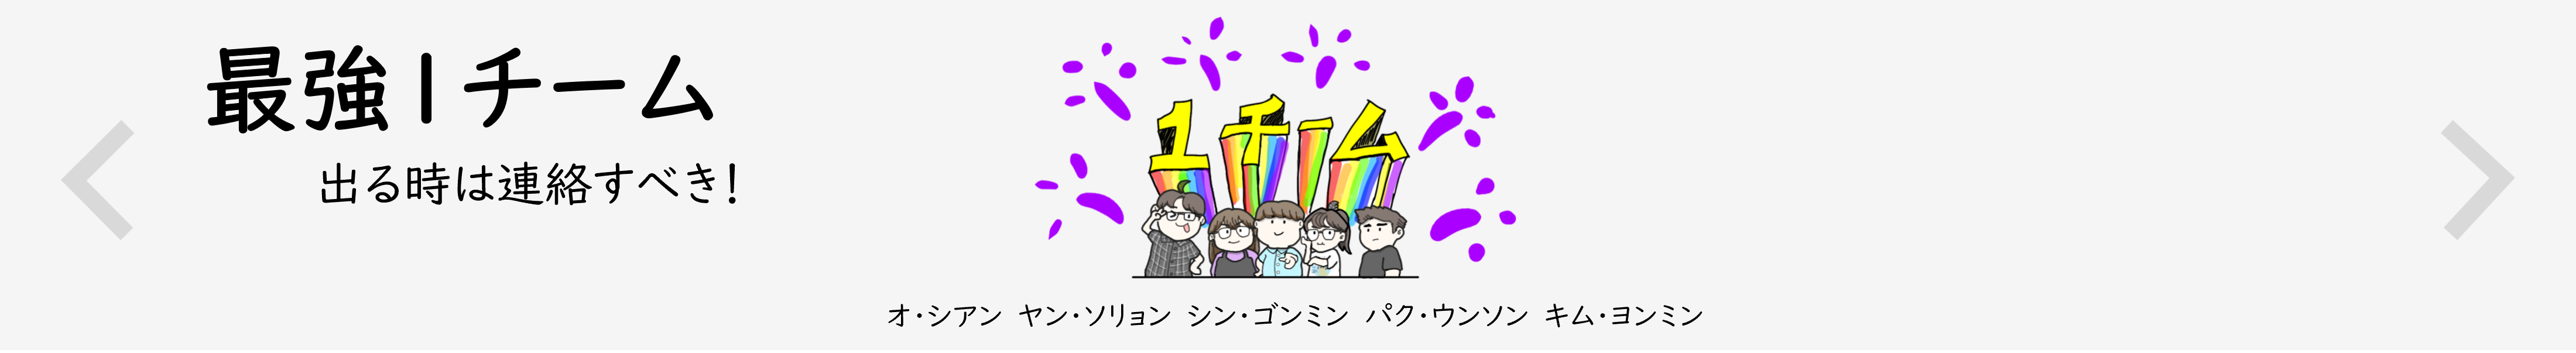 最強1チーム
出る時は連絡すべき!
1チーム
オ・シアン ヤン・ソリョン シン・ゴンミン パク・ウンソン キム・ヨンミン